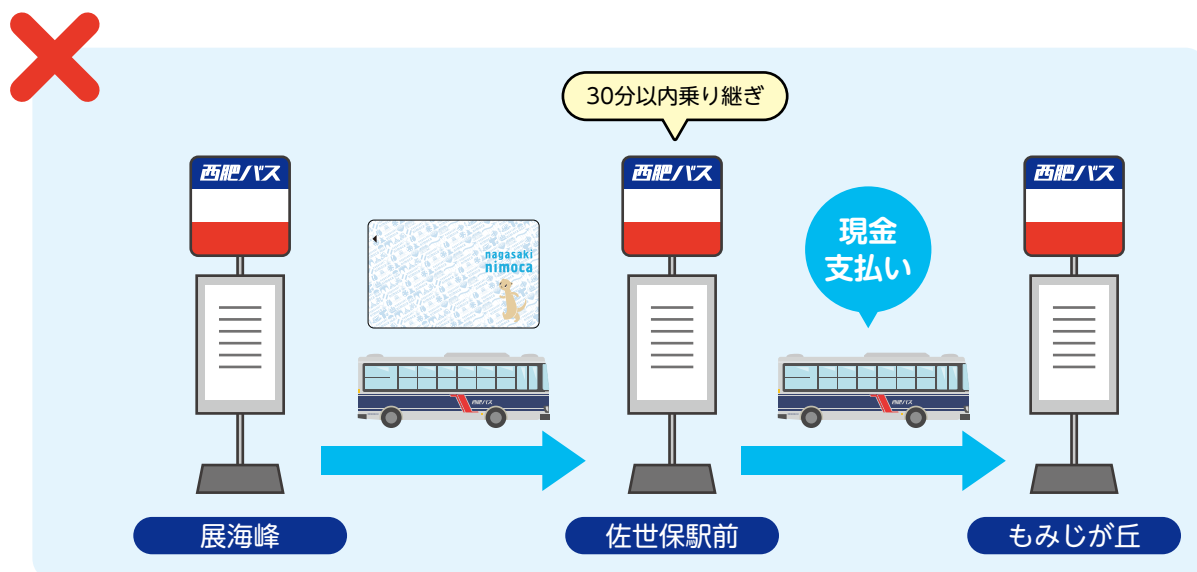 30分以内乗り継ぎ
西肥バス
西肥バス
西肥バス
nagasaki
nimoca
現金
支払い
西肥バス
西肥バス
展海峰
佐世保駅前
もみじが丘